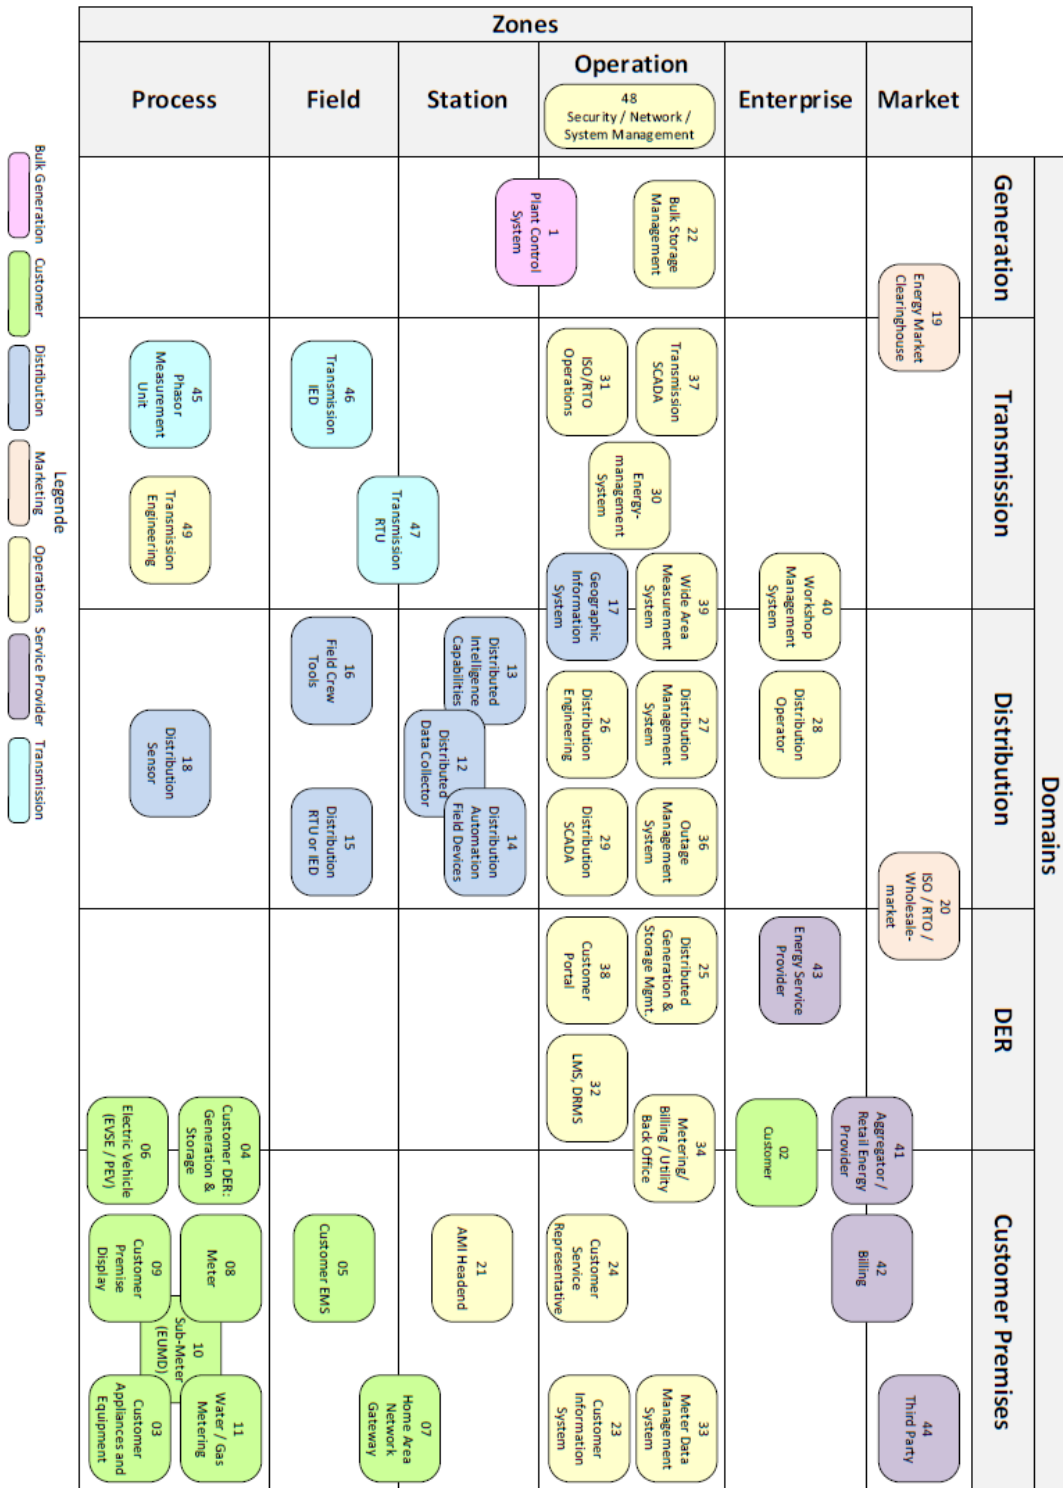 Zones
Process
Field
Station
Operation
Enterprise
Market
48
Security / Network /
System Management
Domains
Generation
Transmission
Distribution
DER
Customer Premises
19
Energy Market
Clearinghouse
22
Bulk Storage
Management
1
Plant Control
System
37
Transmission
SCADA
31
ISO/RTO
Operations
30
Energy-
management
System
46
Transmission
IED
45
Phasor
Measurement
Unit
47
Transmission
RTU
49
Transmission
Engineering
40
Workshop
Management
System
39
Wide Area
Measurement
System
17
Geographic
Information
System
28
Distribution
Operator
27
Distribution
Management
System
26
Distribution
Engineering
36
Outage
Management
System
29
Distribution
SCADA
13
Distributed
Intelligence
Capabilities
12
Distributed
Data Collector
14
Distribution
Automation
Field Devices
16
Field Crew
Tools
15
Distribution
RTU or IED
18
Distribution
Sensor
20
ISO / RTO /
Wholesale-
market
43
Energy Service
Provider
25
Distributed
Generation &
Storage Mgmt.
38
Customer
Portal
32
LMS, DRMS
34
Metering/
Billing / Utility
Back Office
41
Aggregator /
Retail Energy
Provider
02
Customer
04
Customer DER:
Generation &
Storage
06
Electric Vehicle
(EVSE / PEV)
42
Billing
24
Customer
Service
Representative
21
AMI Headend
05
Customer EMS
08
Meter
09
Customer
Premise
Display
10
Sub-Meter
(EUMD)
44
Third Party
33
Meter Data
Management
System
23
Customer
Information
System
07
Home Area
Network
Gateway
11
Water / Gas
Metering
03
Customer
Appliances and
Equipment
Legende
Bulk Generation
Customer
Distribution
Marketing
Operations
Service Provider
Transmission